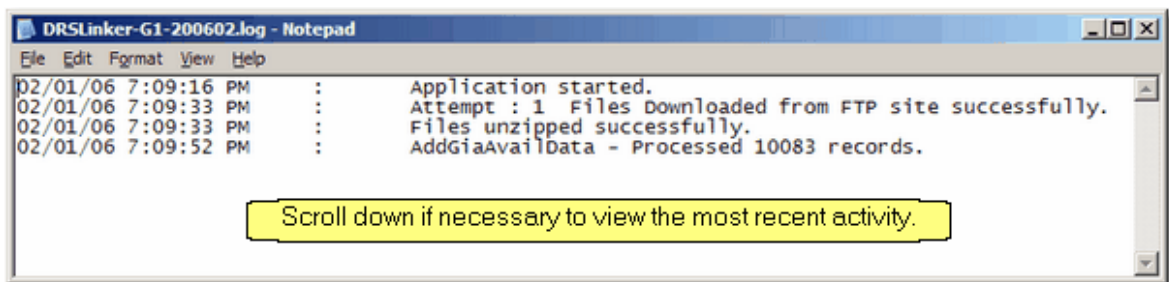 DRSLinker-G1-200602.log - Notepad
File Edit Format View Help
02/01/06 7:09:16 PM : Application started.
02/01/06 7:09:33 PM : Attempt : 1 Files Downloaded from FTP site successfully.
02/01/06 7:09:33 PM : Files unzipped successfully.
02/01/06 7:09:52 PM : AddGiaAvailData - Processed 10083 records.
Scroll down if necessary to view the most recent activity.